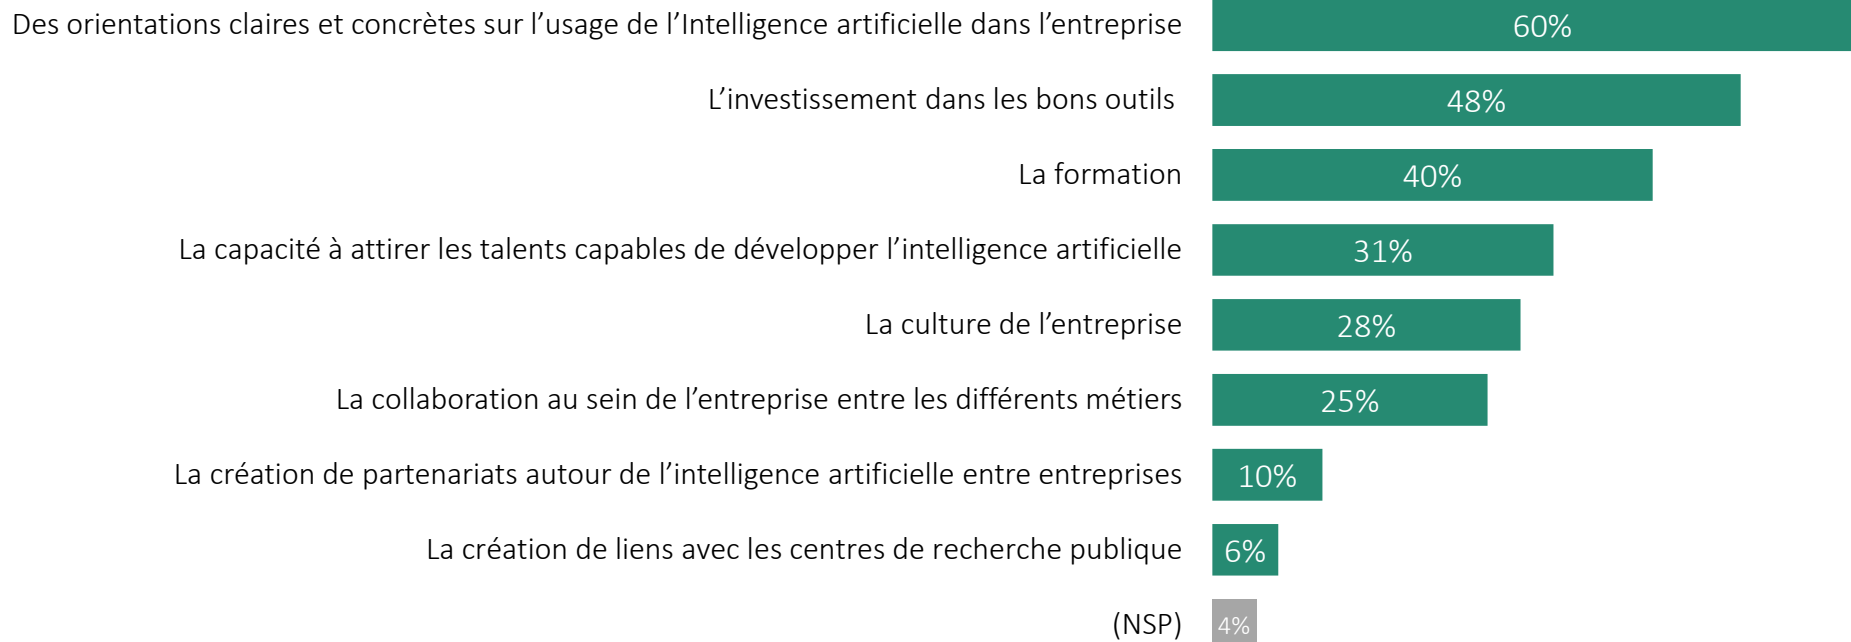 Des orientations claires et concrètes sur l’usage de l’Intelligence artificielle dans l’entreprise 60%
L’investissement dans les bons outils 48%
La formation 40%
La capacité à attirer les talents capables de développer l’intelligence artificielle 31%
La culture de l’entreprise 28%
La collaboration au sein de l’entreprise entre les différents métiers 25%
La création de partenariats autour de l’intelligence artificielle entre entreprises 10%
La création de liens avec les centres de recherche publique 6%
(NSP) 4%